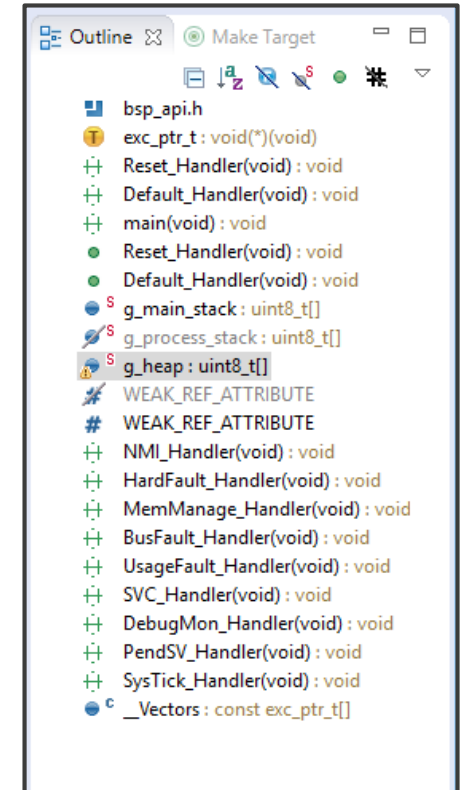 Outline Make Target
bsp_api.h
exc_ptr_t : void(*)(void)
Reset_Handler(void) : void
Default_Handler(void) : void
main(void) : void
Reset_Handler(void) : void
Default_Handler(void) : void
S g_main_stack : uint8_t[]
S g_process_stack : uint8_t[]
S g_heap : uint8_t[]
# WEAK_REF_ATTRIBUTE
# WEAK_REF_ATTRIBUTE
NMI_Handler(void) : void
HardFault_Handler(void) : void
MemManage_Handler(void) : void
BusFault_Handler(void) : void
UsageFault_Handler(void) : void
SVC_Handler(void) : void
DebugMon_Handler(void) : void
PendSV_Handler(void) : void
SysTick_Handler(void) : void
C __Vectors : const exc_ptr_t[]